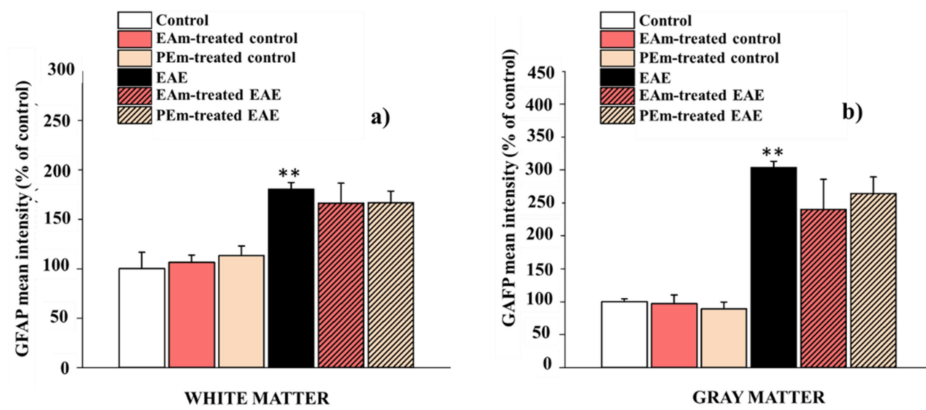 Control
EAm-treated control
PEm-treated control
EAE
EAm-treated EAE
PEm-treated EAE
a)
GFAP mean intensity (% of control)
300
200
150
100
50
0
**
WHITE MATTER
Control
EAm-treated control
PEm-treated control
EAE
EAm-treated EAE
PEm-treated EAE
b)
GAFP mean intensity (% of control)
450
400
350
300
250
200
150
100
50
0
**
GRAY MATTER